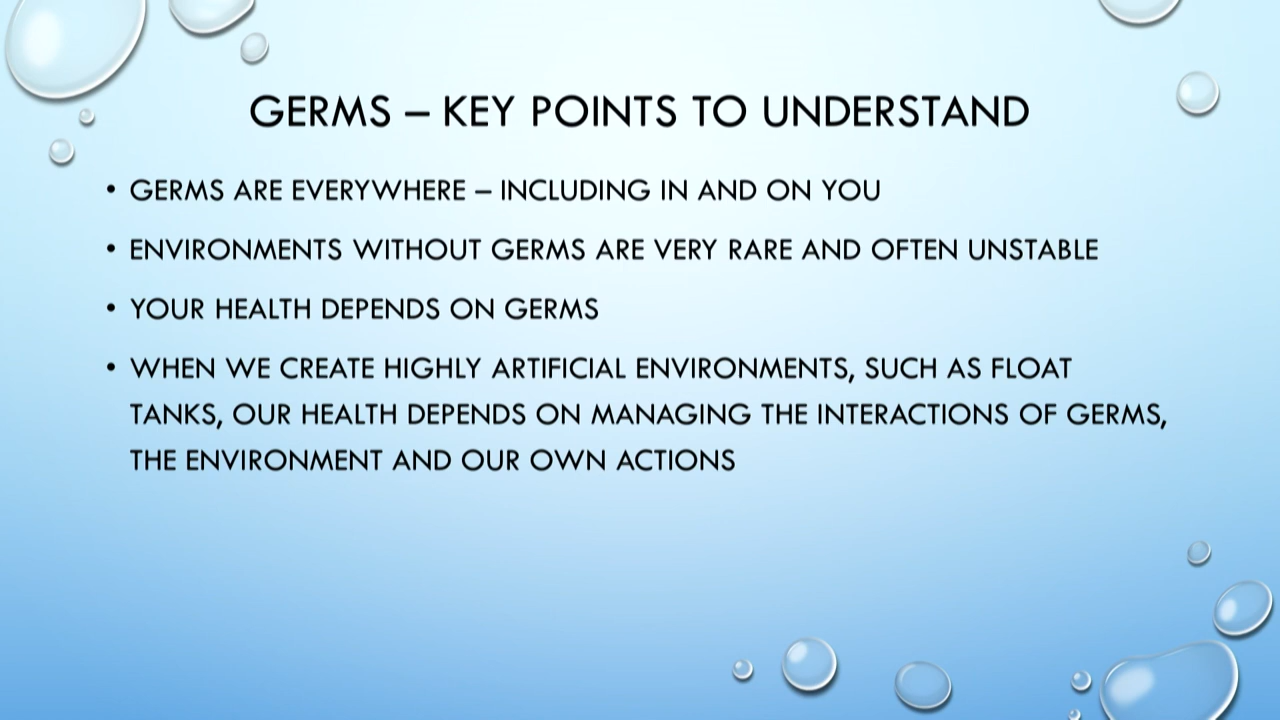 GERMS – KEY POINTS TO UNDERSTAND
• GERMS ARE EVERYWHERE – INCLUDING IN AND ON YOU
• ENVIRONMENTS WITHOUT GERMS ARE VERY RARE AND OFTEN UNSTABLE
• YOUR HEALTH DEPENDS ON GERMS
• WHEN WE CREATE HIGHLY ARTIFICIAL ENVIRONMENTS, SUCH AS FLOAT
TANKS, OUR HEALTH DEPENDS ON MANAGING THE INTERACTIONS OF GERMS,
THE ENVIRONMENT AND OUR OWN ACTIONS